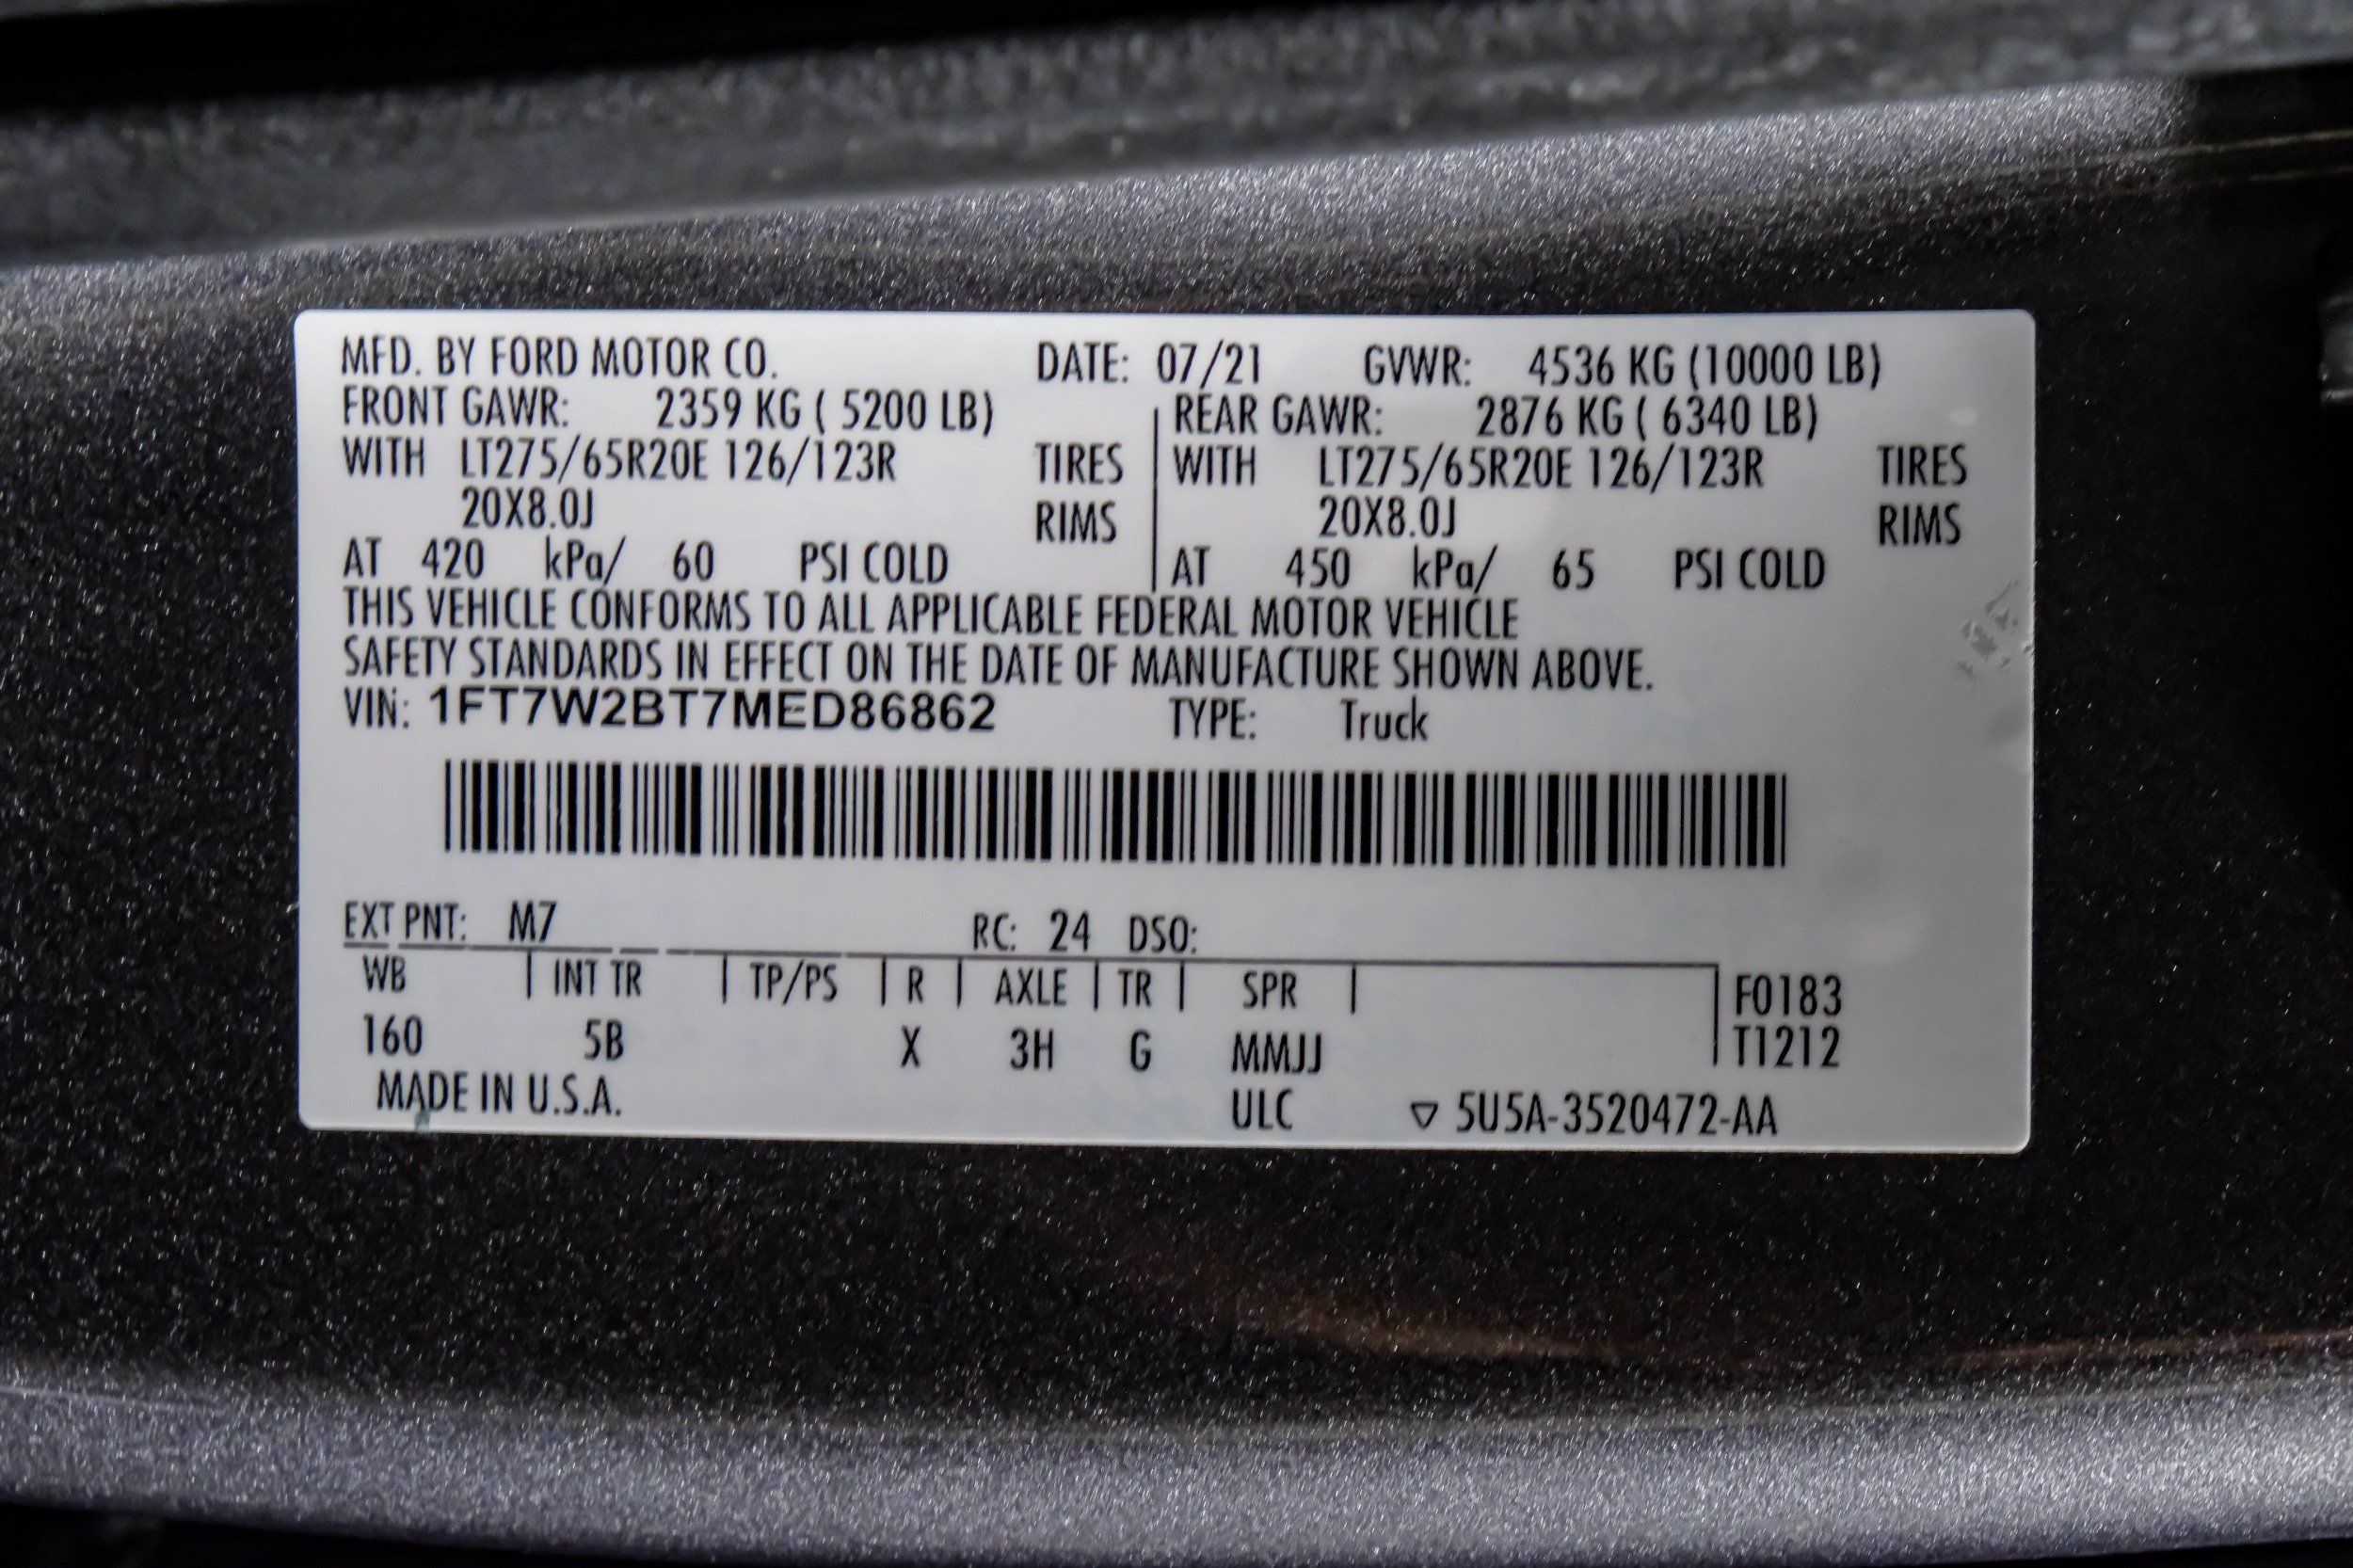 MFD. BY FORD MOTOR CO. DATE: 07/21 GVWR: 4536 KG (10000 LB)
FRONT GAWR: 2359 KG ( 5200 LB) REAR GAWR: 2876 KG ( 6340 LB)
WITH LT275/65R20E 126/123R TIRES WITH LT275/65R20E 126/123R TIRES
20X8.0J RIMS 20X8.0J RIMS
AT 420 kPa/ 60 PSI COLD AT 450 kPa/ 65 PSI COLD
THIS VEHICLE CONFORMS TO ALL APPLICABLE FEDERAL MOTOR VEHICLE
SAFETY STANDARDS IN EFFECT ON THE DATE OF MANUFACTURE SHOWN ABOVE.
VIN: 1FT7W2BT7MED86862 TYPE: Truck
EXT PNT: M7 RC: 24 DSO:
WB INT TR TP/PS R AXLE TR SPR F0183
160 5B X 3H G MMJJ T1212
MADE IN U.S.A. ULC ▽ 5U5A-3520472-AA